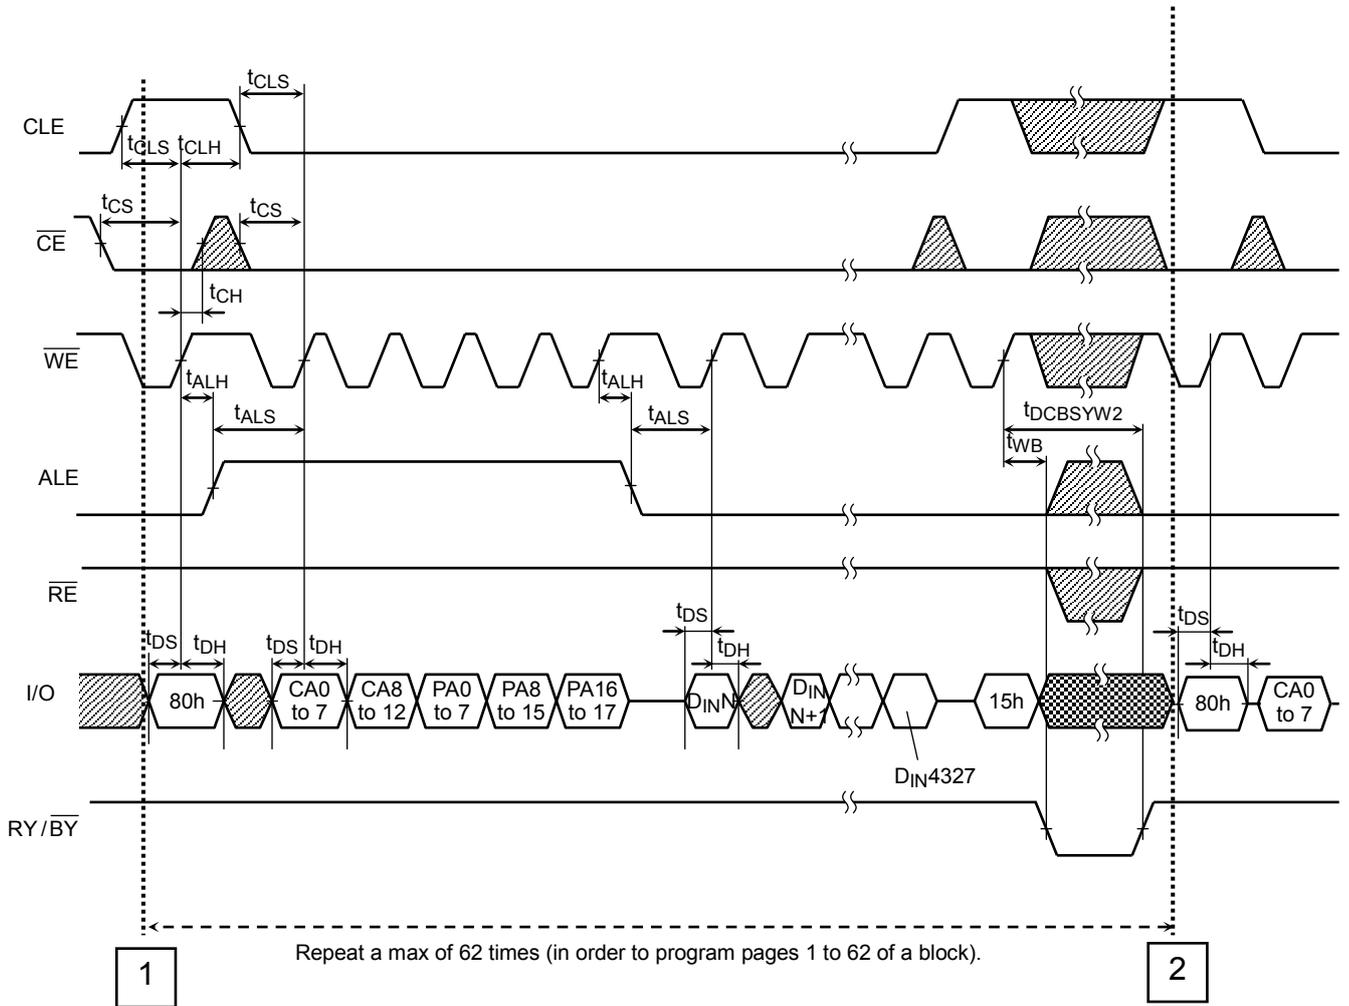 tCLS
CLE
tCLS tCLH
tCS tCS
CE
tCH
WE
tALH tALH
tALS tALS tDCBSYW2
tWB
ALE
RE
tDS tDS
tDS tDH tDS tDH tDH tDH
I/O
80h
CA0 to 7
CA8 to 12
PA0 to 7
PA8 to 15
PA16 to 17
DINN
DIN N+1
15h
80h
CA0 to 7
DIN4327
RY/BY
Repeat a max of 62 times (in order to program pages 1 to 62 of a block).
1
2